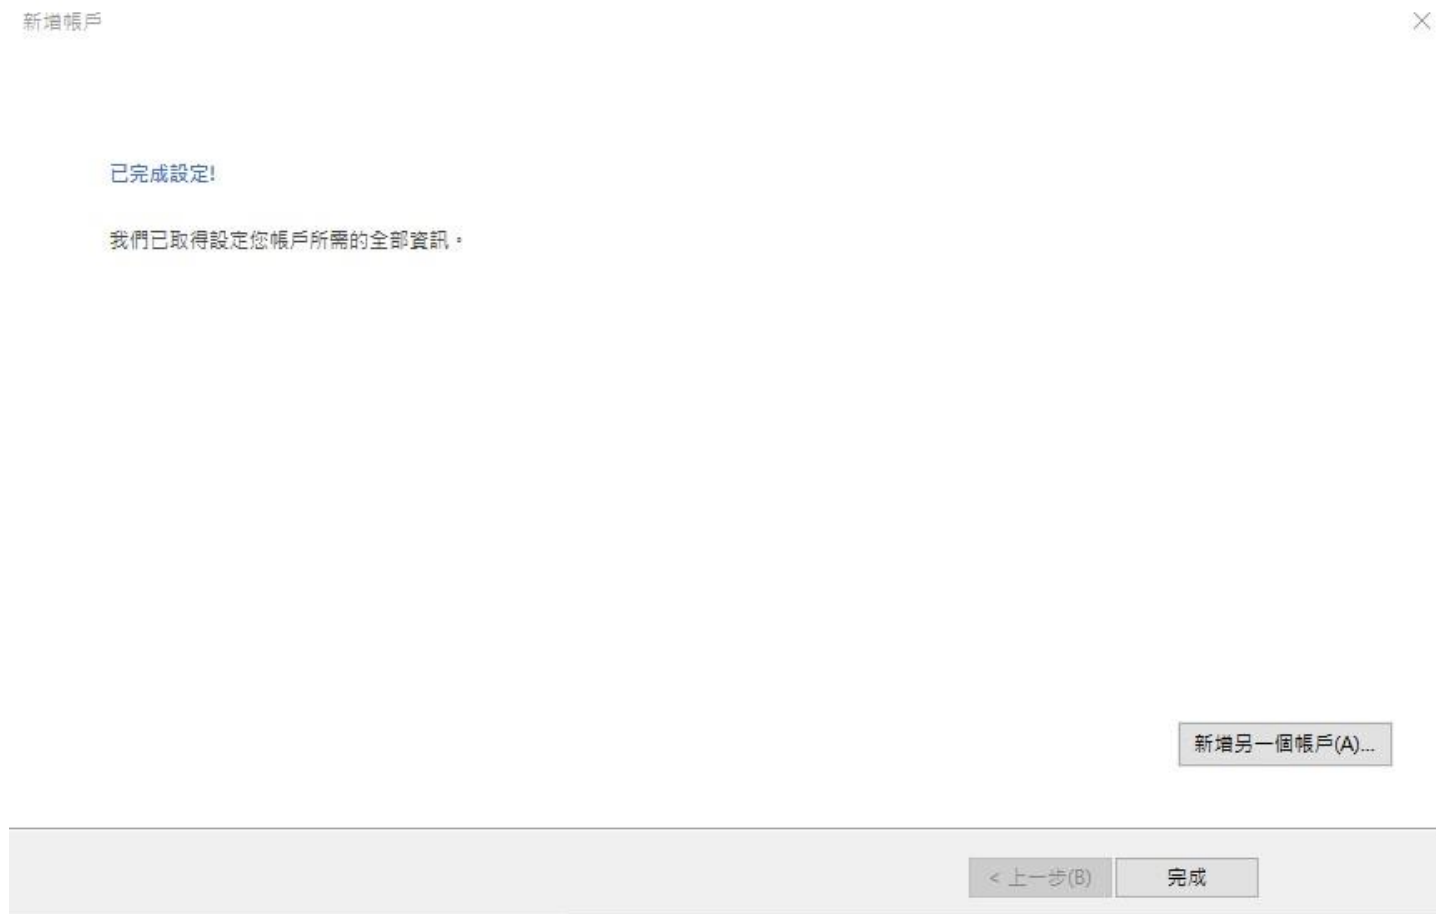 新增帳戶
已完成設定!
我們已取得設定您帳戶所需的全部資訊。
新增另一個帳戶(A)...
< 上一步(B)
完成